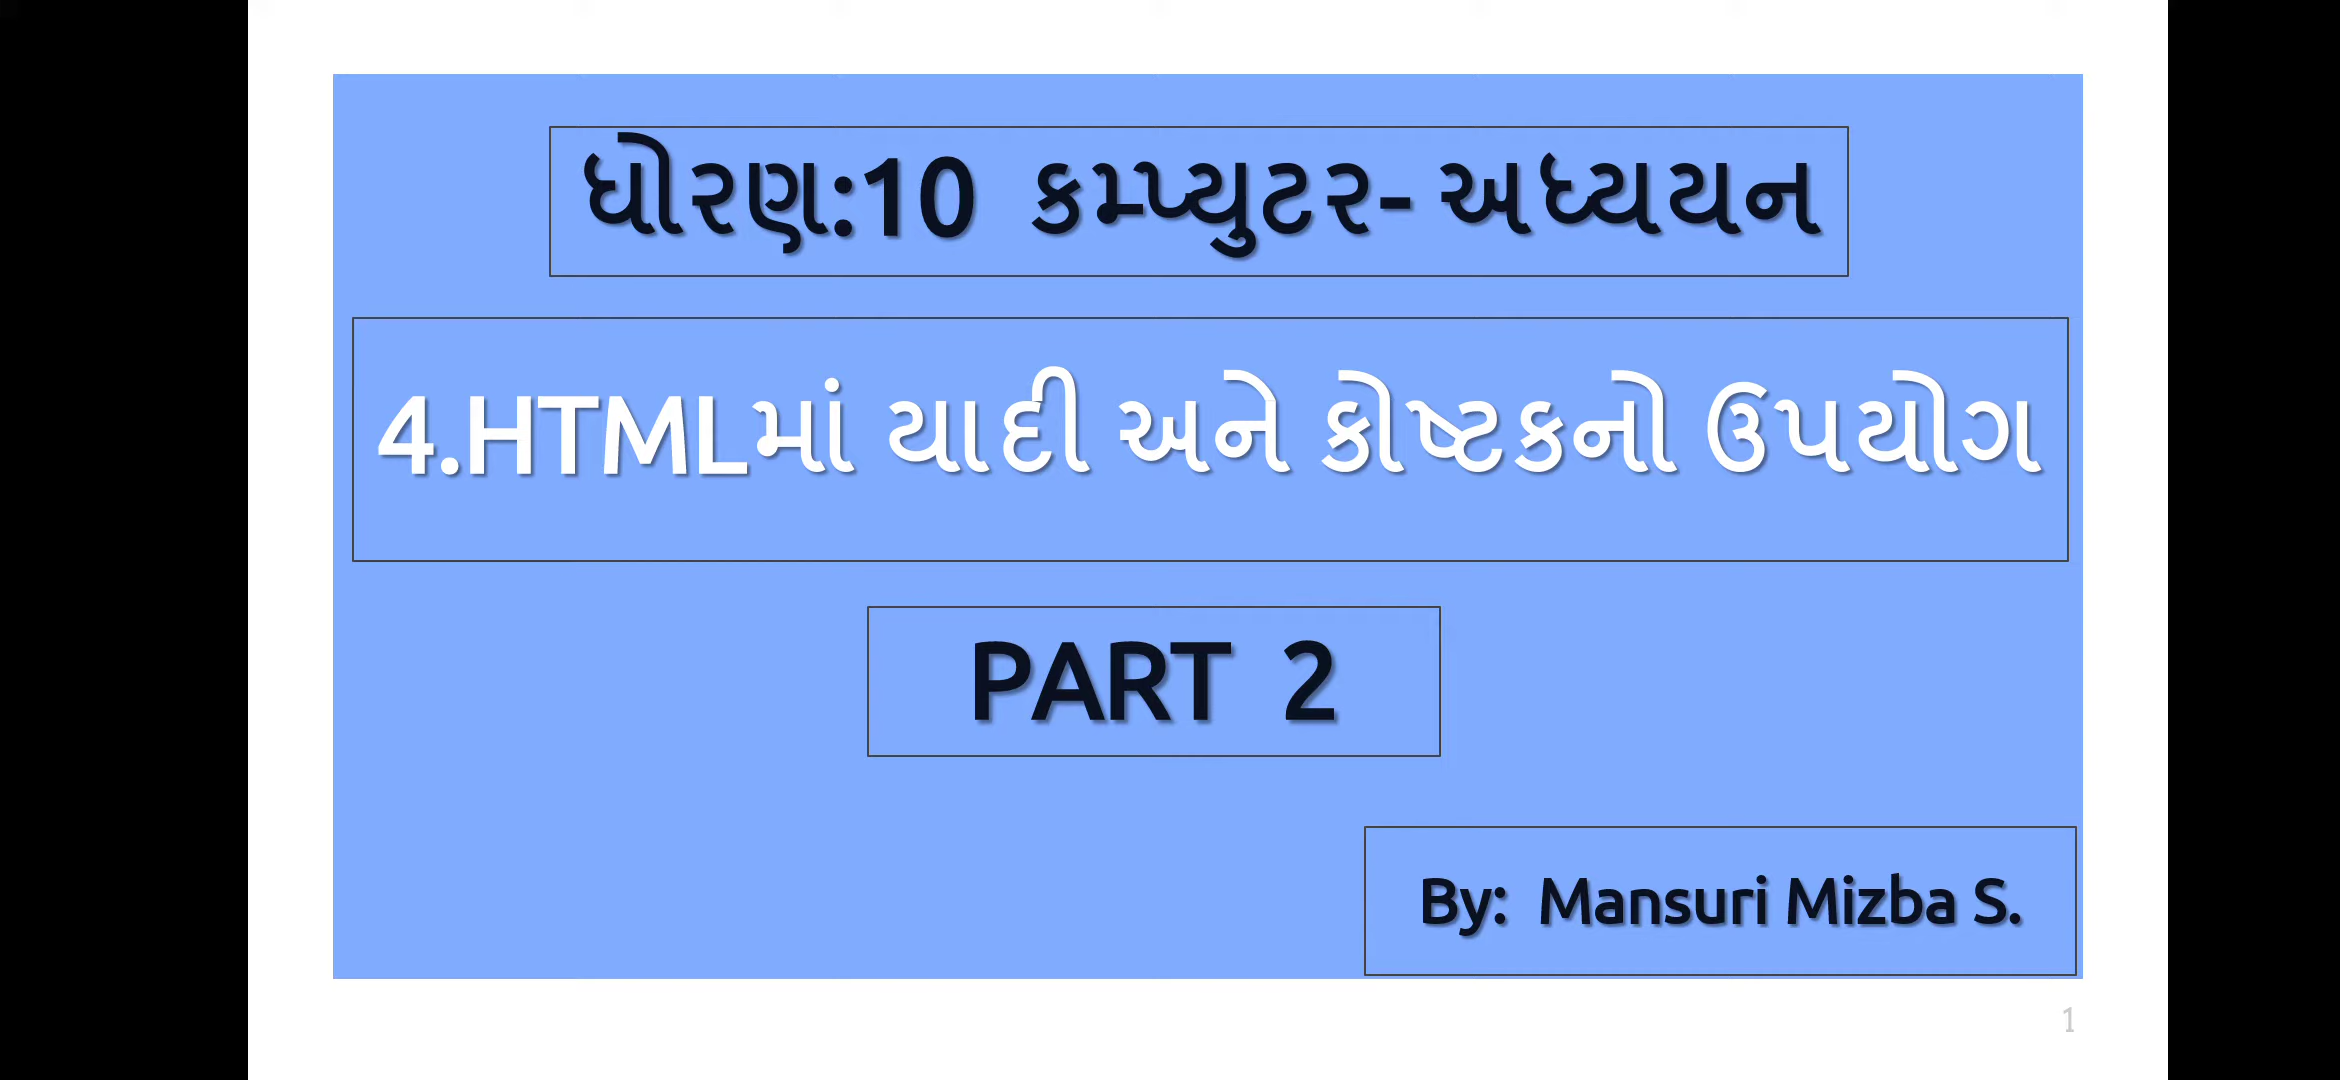 ધોરણ:10 કમ્પ્યુટર- અધ્યયન
4.HTMLમાં યાદી અને કોષ્ટકનો ઉપયોગ
PART 2
By: Mansuri Mizba S.
1